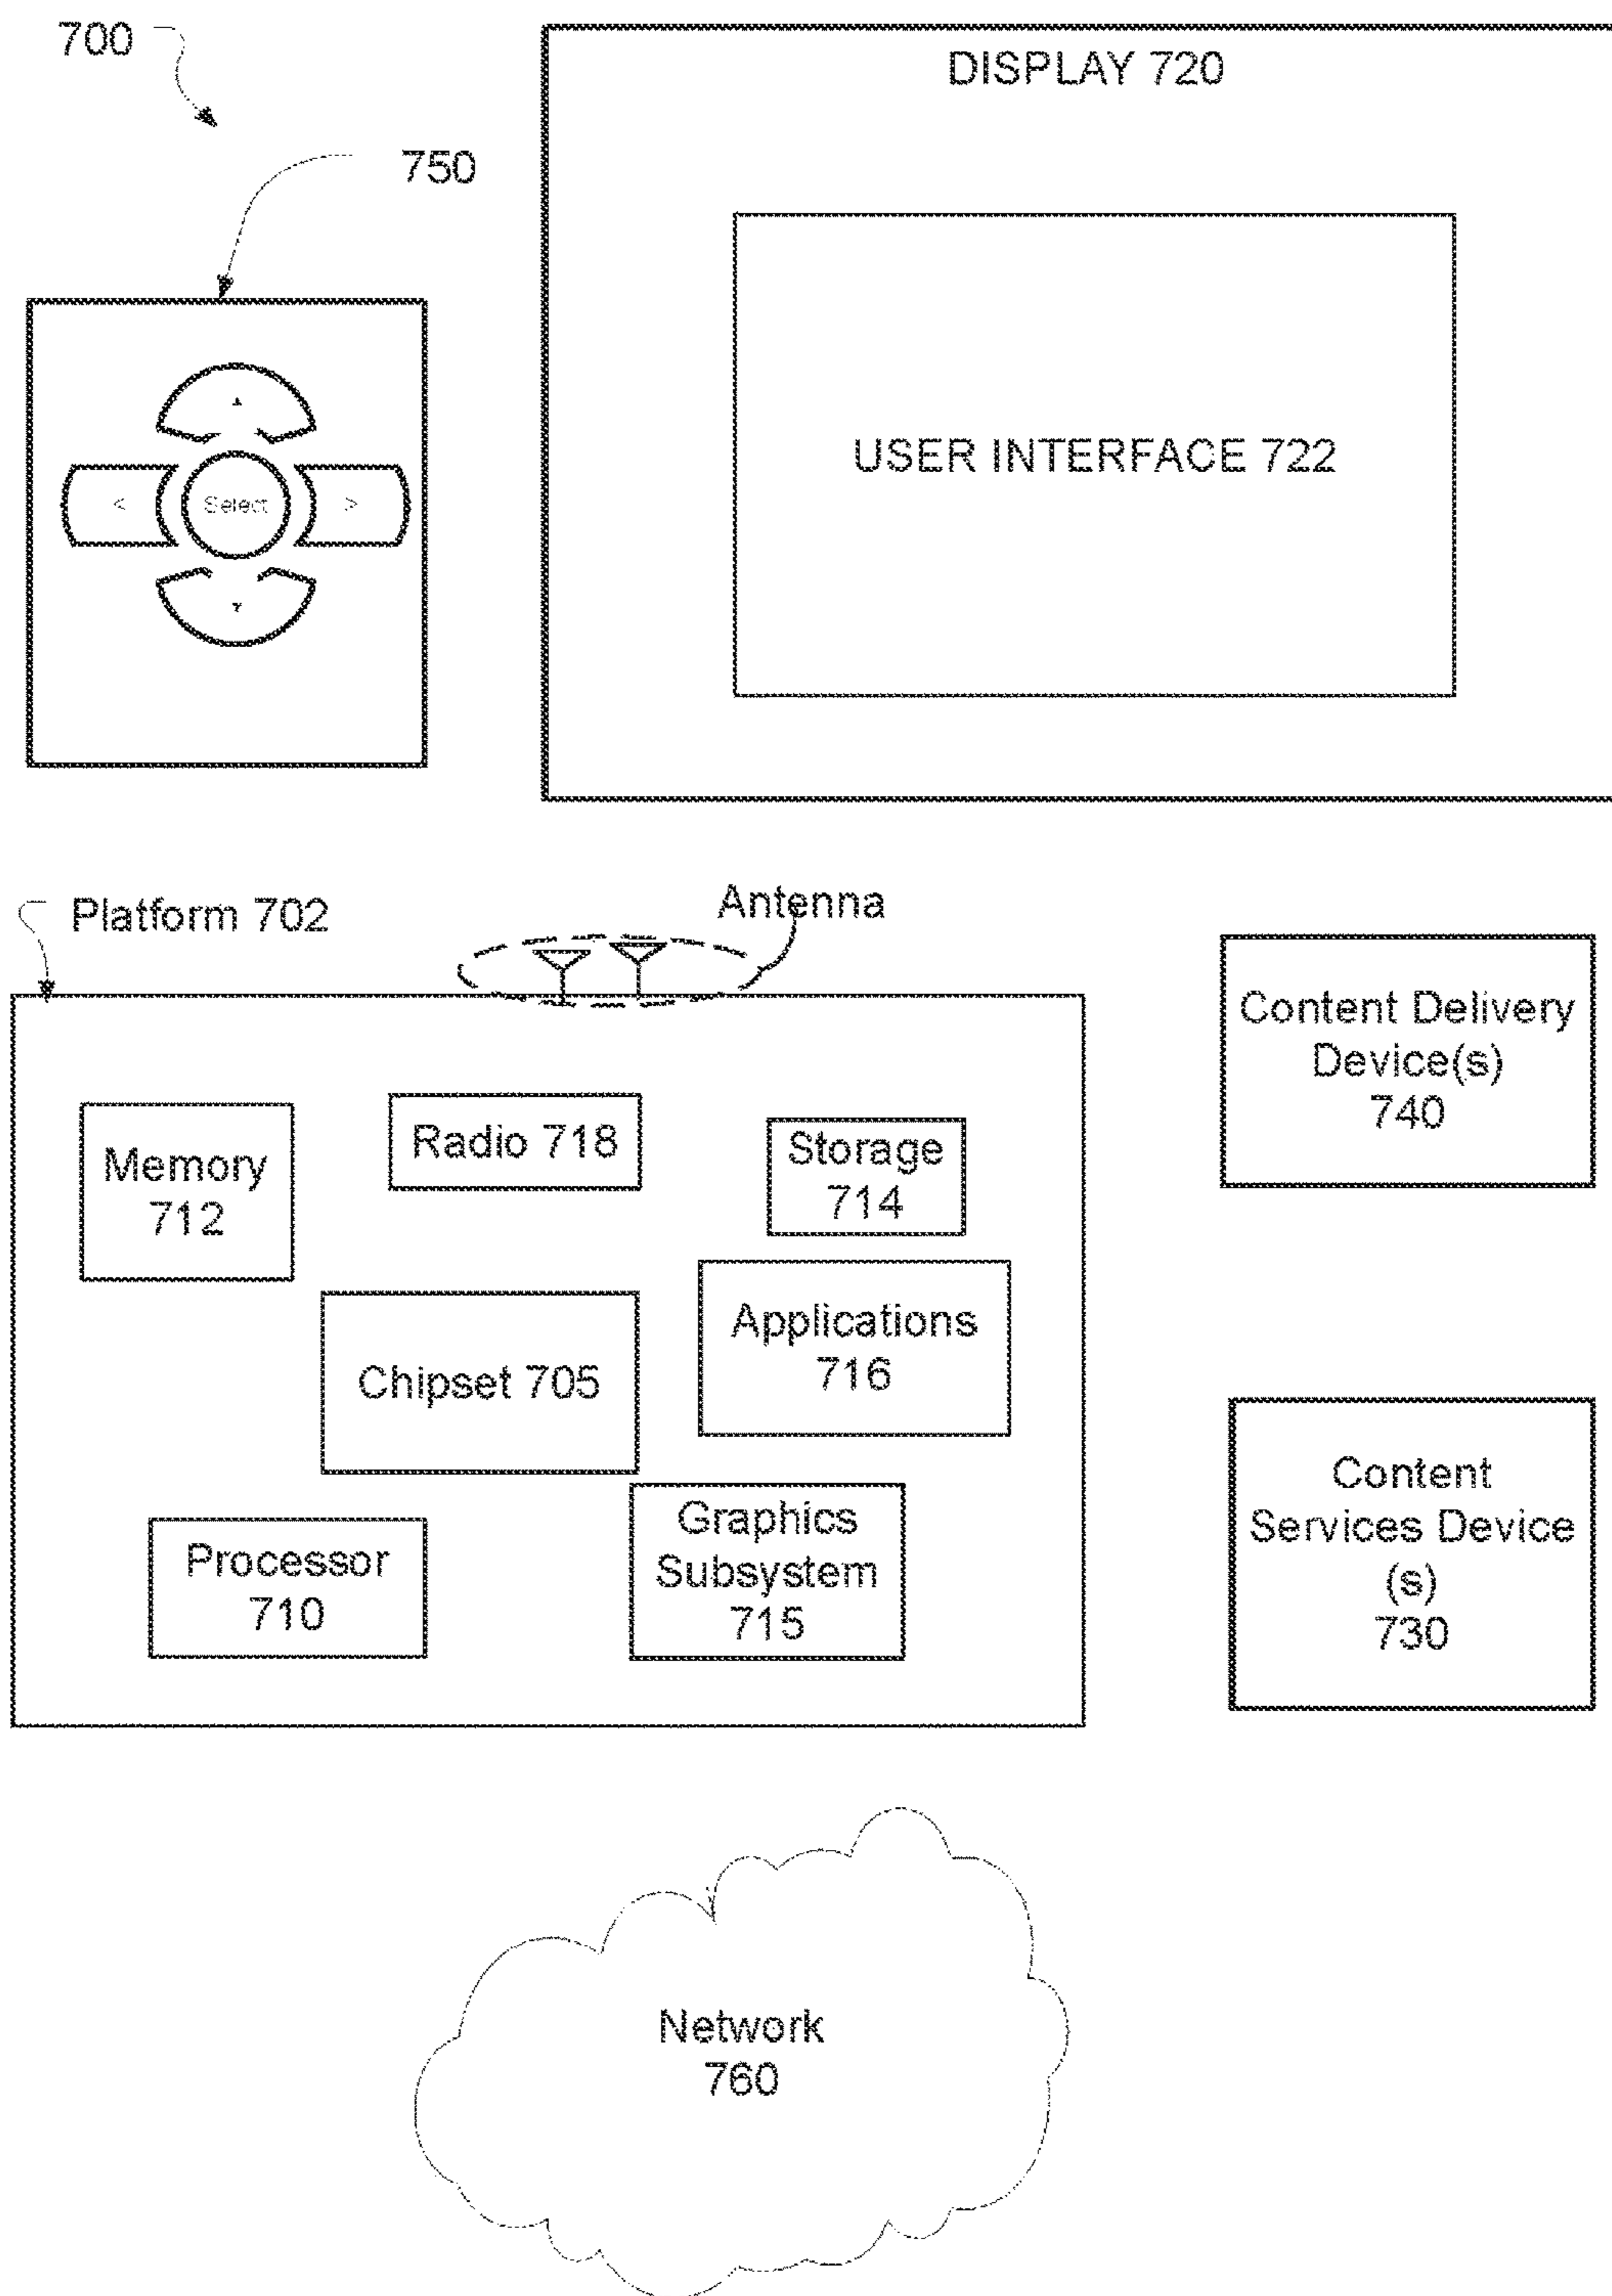 700
DISPLAY 720
750
USER INTERFACE 722
<
Select
>
Platform 702
Antenna
Content Delivery
Device(s)
740
Memory
712
Radio 718
Storage
714
Chipset 705
Applications
716
Processor
710
Graphics
Subsystem
715
Content
Services Device
(s)
730
Network
760